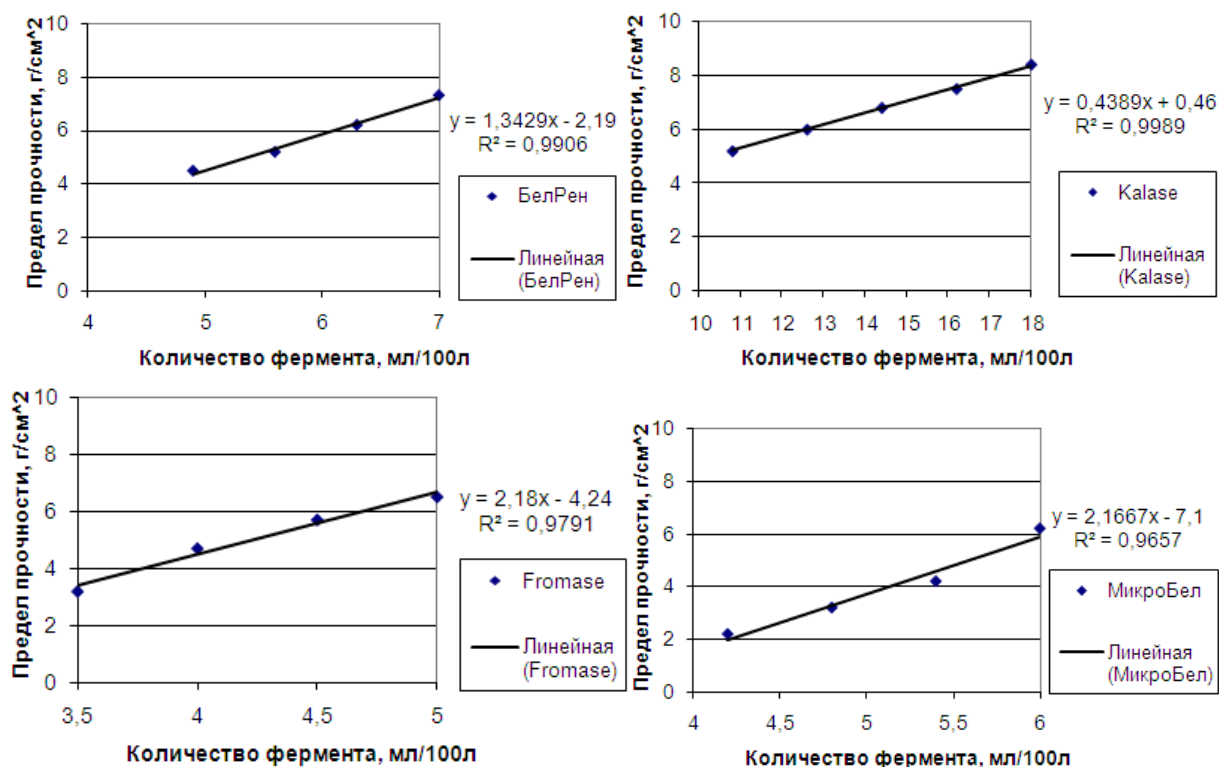 Предел прочности, г/см^2
10
8
6
4
2
0
4
5
6
7
Количество фермента, мл/100л
y = 1,3429x - 2,19
R² = 0,9906
БелРен
Линейная
(БелРен)
Предел прочности, г/см^2
10
8
6
4
2
0
10 11 12 13 14 15 16 17 18
Количество фермента, мл/100л
y = 0,4389x + 0,46
R² = 0,9989
Kalase
Линейная
(Kalase)
Предел прочности, г/см^2
10
8
6
4
2
0
3,5
4
4,5
5
Количество фермента, мл/100л
y = 2,18x - 4,24
R² = 0,9791
Fromase
Линейная
(Fromase)
Предел прочности, г/см^2
10
8
6
4
2
0
4
4,5
5
5,5
6
Количество фермента, мл/100л
y = 2,1667x - 7,1
R² = 0,9657
МикроБел
Линейная
(МикроБел)